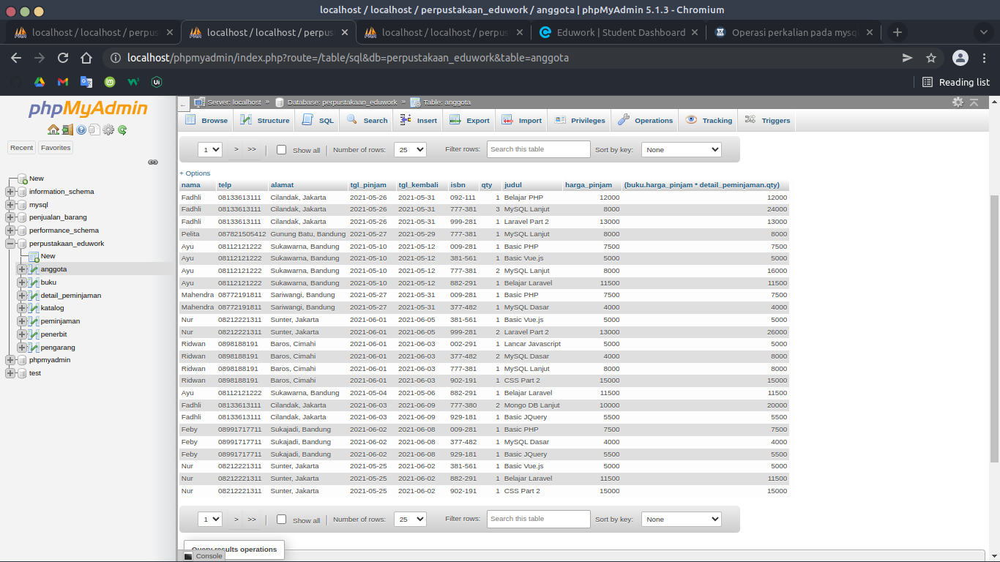 localhost / localhost / perpustakaan_eduwork / anggota | phpMyAdmin 5.1.3 - Chromium
localhost / localhost / perpus localhost / localhost / perpus localhost / localhost / perpus Eduwork | Student Dashboard Operasi perkalian pada mysq
localhost/phpmyadmin/index.php?route=/table/sql&db=perpustakaan_eduwork&table=anggota
Reading list
phpMyAdmin
Recent Favorites
New
information_schema
mysql
penjualan_barang
performance_schema
perpustakaan_eduwork
New
anggota
buku
detail_peminjaman
katalog
peminjaman
penerbit
pengarang
phpmyadmin
test
Server: localhost » Database: perpustakaan_eduwork » Table: anggota
Browse Structure SQL Search Insert Export Import Privileges Operations Tracking Triggers
1 > >> | Show all | Number of rows: 25 Filter rows: Search this table Sort by key: None
+ Options
nama telp alamat tgl_pinjam tgl_kembali isbn qty judul harga_pinjam (buku.harga_pinjam * detail_peminjaman.qty)
Fadhli 08133613111 Cilandak, Jakarta 2021-05-26 2021-05-31 092-111 1 Belajar PHP 12000 12000
Fadhli 08133613111 Cilandak, Jakarta 2021-05-26 2021-05-31 777-381 3 MySQL Lanjut 8000 24000
Fadhli 08133613111 Cilandak, Jakarta 2021-05-26 2021-05-31 999-281 1 Laravel Part 2 13000 13000
Pelita 087821505412 Gunung Batu, Bandung 2021-05-27 2021-05-29 777-381 1 MySQL Lanjut 8000 8000
Ayu 08112121222 Sukawarna, Bandung 2021-05-10 2021-05-12 009-281 1 Basic PHP 7500 7500
Ayu 08112121222 Sukawarna, Bandung 2021-05-10 2021-05-12 381-561 1 Basic Vue.js 5000 5000
Ayu 08112121222 Sukawarna, Bandung 2021-05-10 2021-05-12 777-381 2 MySQL Lanjut 8000 16000
Ayu 08112121222 Sukawarna, Bandung 2021-05-10 2021-05-12 882-291 1 Belajar Laravel 11500 11500
Mahendra 08772191811 Sariwangi, Bandung 2021-05-27 2021-05-31 009-281 1 Basic PHP 7500 7500
Mahendra 08772191811 Sariwangi, Bandung 2021-05-27 2021-05-31 377-482 1 MySQL Dasar 4000 4000
Nur 08212221311 Sunter, Jakarta 2021-06-01 2021-06-05 381-561 1 Basic Vue.js 5000 5000
Nur 08212221311 Sunter, Jakarta 2021-06-01 2021-06-05 999-281 2 Laravel Part 2 13000 26000
Ridwan 0898188191 Baros, Cimahi 2021-06-01 2021-06-03 002-291 1 Lancar Javascript 5000 5000
Ridwan 0898188191 Baros, Cimahi 2021-06-01 2021-06-03 377-482 2 MySQL Dasar 4000 8000
Ridwan 0898188191 Baros, Cimahi 2021-06-01 2021-06-03 777-381 1 MySQL Lanjut 8000 8000
Ridwan 0898188191 Baros, Cimahi 2021-06-01 2021-06-03 902-191 1 CSS Part 2 15000 15000
Ayu 08112121222 Sukawarna, Bandung 2021-05-04 2021-05-06 882-291 1 Belajar Laravel 11500 11500
Fadhli 08133613111 Cilandak, Jakarta 2021-06-03 2021-06-09 777-380 2 Mongo DB Lanjut 10000 20000
Fadhli 08133613111 Cilandak, Jakarta 2021-06-03 2021-06-09 929-181 1 Basic JQuery 5500 5500
Feby 08991717711 Sukajadi, Bandung 2021-06-02 2021-06-08 009-281 1 Basic PHP 7500 7500
Feby 08991717711 Sukajadi, Bandung 2021-06-02 2021-06-08 377-482 1 MySQL Dasar 4000 4000
Feby 08991717711 Sukajadi, Bandung 2021-06-02 2021-06-08 929-181 1 Basic JQuery 5500 5500
Nur 08212221311 Sunter, Jakarta 2021-05-25 2021-06-02 381-561 1 Basic Vue.js 5000 5000
Nur 08212221311 Sunter, Jakarta 2021-05-25 2021-06-02 882-291 1 Belajar Laravel 11500 11500
Nur 08212221311 Sunter, Jakarta 2021-05-25 2021-06-02 902-191 1 CSS Part 2 15000 15000
1 > >> | Show all | Number of rows: 25 Filter rows: Search this table Sort by key: None
Query results operations
Console